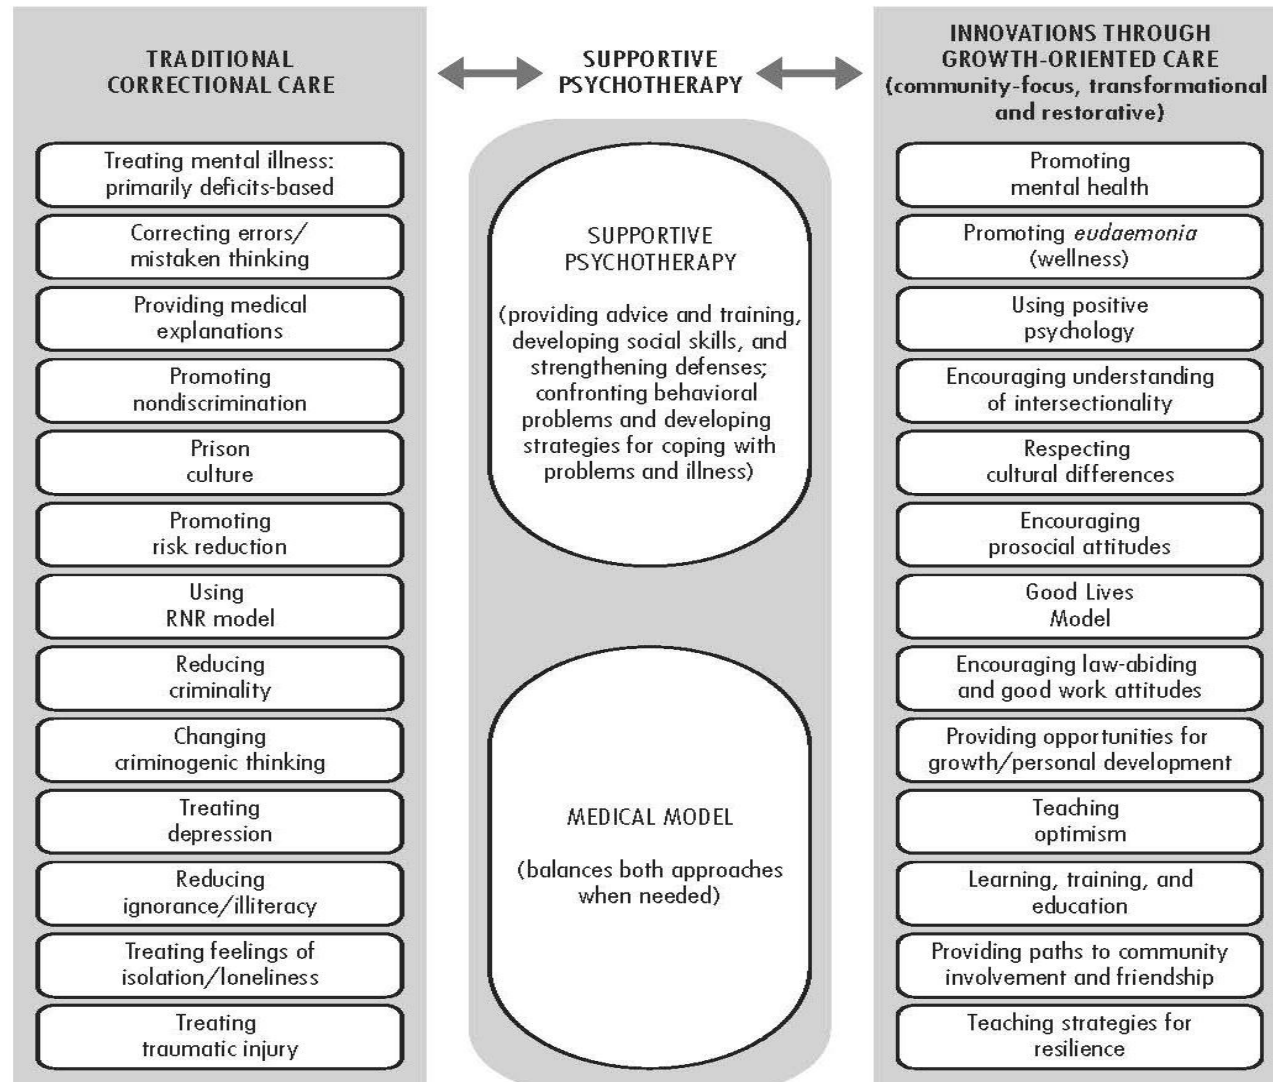 TRADITIONAL
CORRECTIONAL CARE
Treating mental illness:
primarily deficits-based
Correcting errors/
mistaken thinking
Providing medical
explanations
Promoting
nondiscrimination
Prison
culture
Promoting
risk reduction
Using
RNR model
Reducing
criminality
Changing
criminogenic thinking
Treating
depression
Reducing
ignorance/illiteracy
Treating feelings of
isolation/loneliness
Treating
traumatic injury
SUPPORTIVE
PSYCHOTHERAPY
SUPPORTIVE
PSYCHOTHERAPY
(providing advice and training,
developing social skills, and
strengthening defenses;
confronting behavioral
problems and developing
strategies for coping with
problems and illness)
MEDICAL MODEL
(balances both approaches
when needed)
INNOVATIONS THROUGH
GROWTH-ORIENTED CARE
(community-focus, transformational
and restorative)
Promoting
mental health
Promoting eudaemonia
(wellness)
Using positive
psychology
Encouraging understanding
of intersectionality
Respecting
cultural differences
Encouraging
prosocial attitudes
Good Lives
Model
Encouraging law-abiding
and good work attitudes
Providing opportunities for
growth/personal development
Teaching
optimism
Learning, training, and
education
Providing paths to community
involvement and friendship
Teaching strategies for
resilience